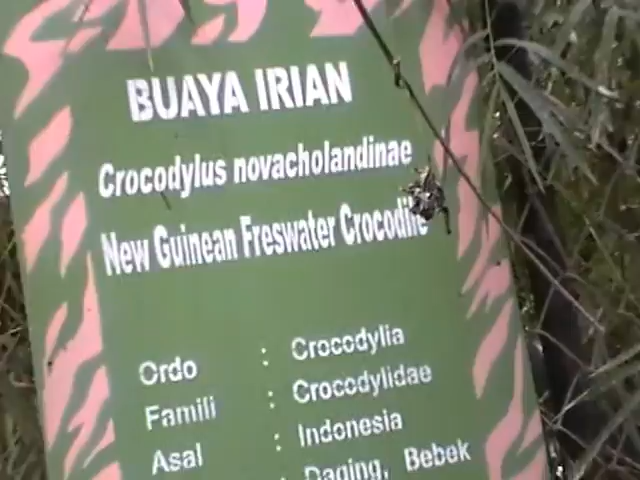 BUAYA IRIAN
Crocodylus novacholandinae
New Guinean Freswater Crocodile
Ordo : Crocodylia
Famili : Crocodylidae
Asal : Indonesia
: Daging, Bebek